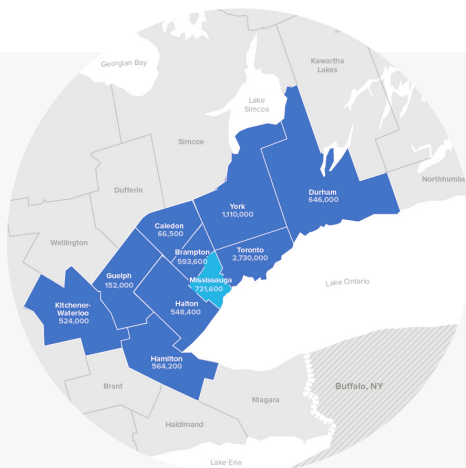 Georgian Bay
Kawartha
Lakes
Lake
Simcoe
Simcoe
Northhumbe
Durham
646,000
Dufferin
York
1,110,000
Caledon
66,500
Wellington
Brampton
593,600
Toronto
2,730,000
Guelph
152,000
Mississauga
721,600
Lake Ontario
Kitchener-
Waterloo
524,000
Halton
548,400
Hamilton
564,200
Brant
Buffalo, NY
Niagara
Haldimand
Lake Erie